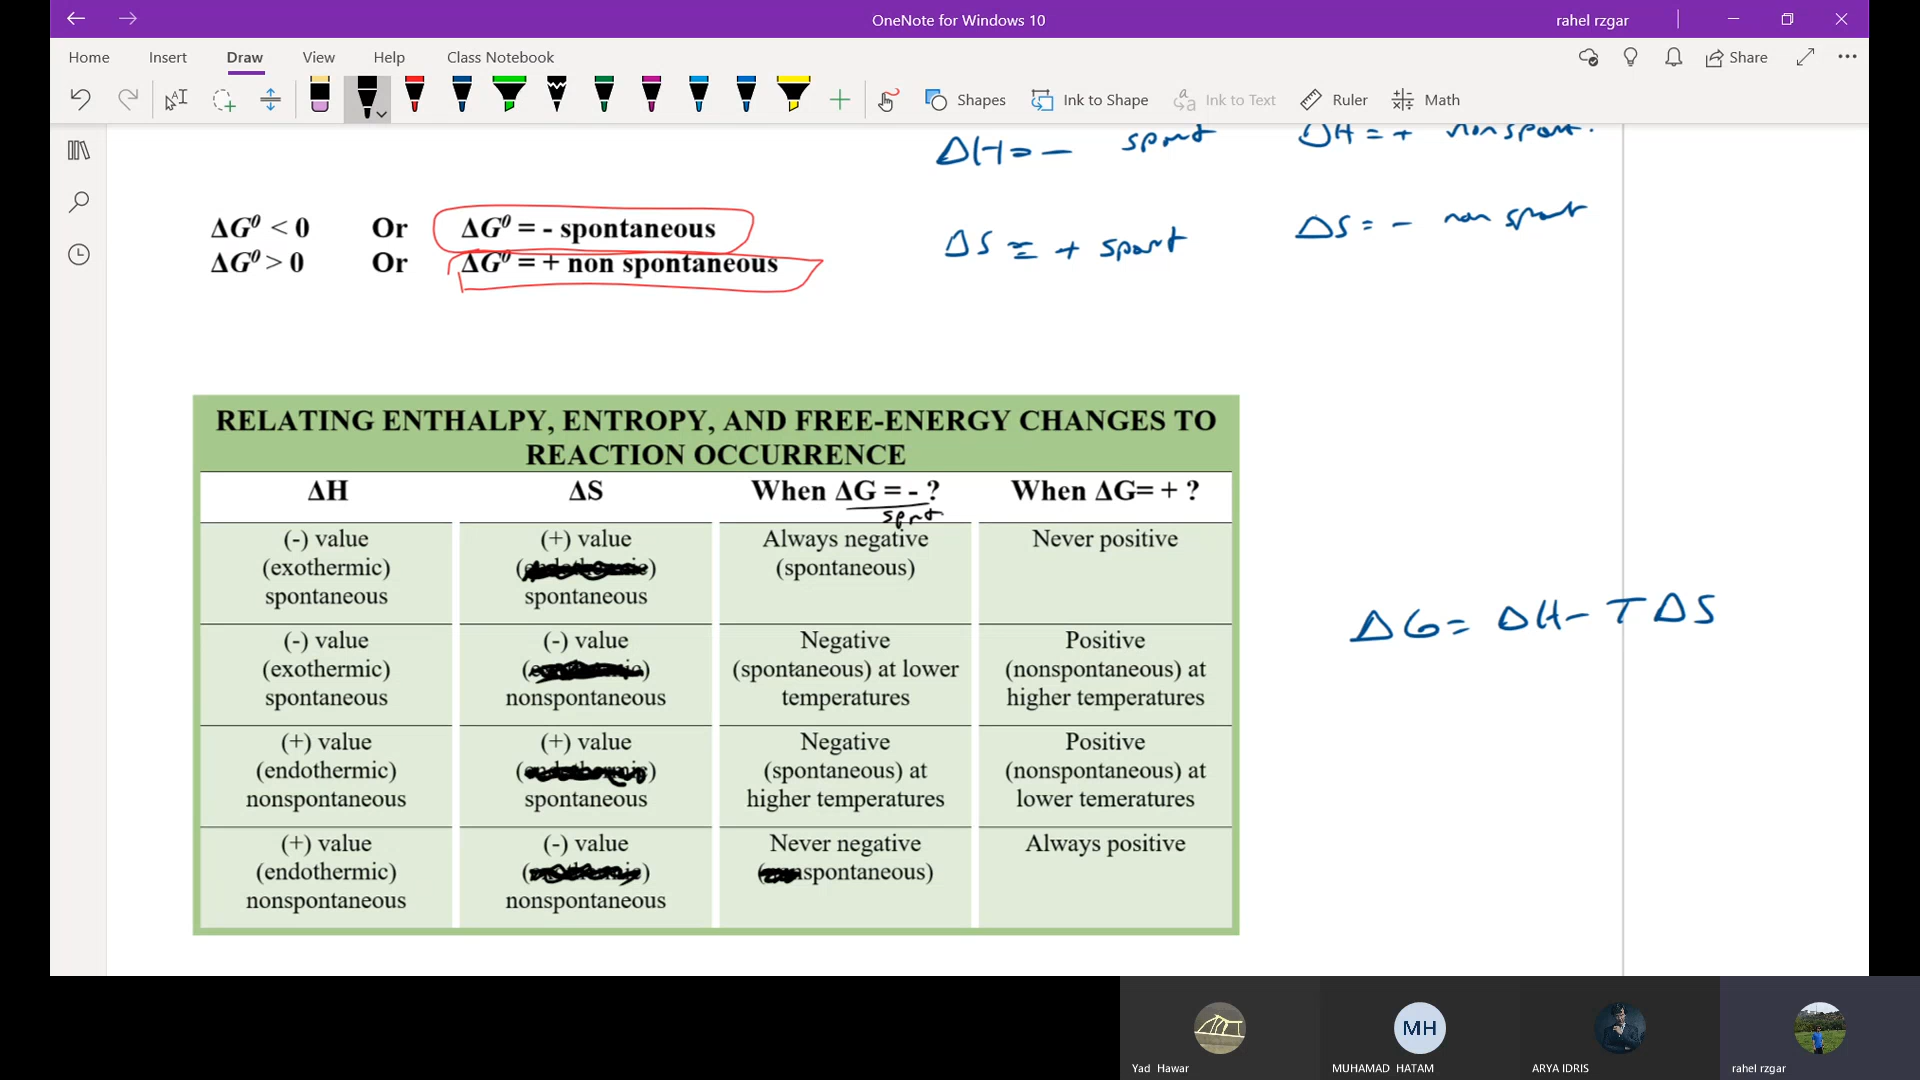 OneNote for Windows 10
rahel rzgar
Home Insert Draw View Help Class Notebook
Share
Shapes Ink to Shape Ink to Text Ruler Math
ΔH = - spont ΔH = + non spont.
ΔG⁰ < 0 Or ΔG⁰ = - spontaneous
ΔG⁰ > 0 Or ΔG⁰ = + non spontaneous
ΔS = + spont ΔS = - non spont
RELATING ENTHALPY, ENTROPY, AND FREE-ENERGY CHANGES TO
REACTION OCCURRENCE
ΔH ΔS When ΔG = - ? When ΔG= + ?
spnt
(-) value (+) value Always negative Never positive
(exothermic) ( ) (spontaneous)
spontaneous spontaneous
(-) value (-) value Negative Positive
(exothermic) ( ) (spontaneous) at lower (nonspontaneous) at
spontaneous nonspontaneous temperatures higher temperatures
(+) value (+) value Negative Positive
(endothermic) ( ) (spontaneous) at (nonspontaneous) at
nonspontaneous spontaneous higher temperatures lower temeratures
(+) value (-) value Never negative Always positive
(endothermic) ( ) ( spontaneous)
nonspontaneous nonspontaneous
ΔG = ΔH - TΔS
MH
Yad Hawar MUHAMAD HATAM ARYA IDRIS rahel rzgar